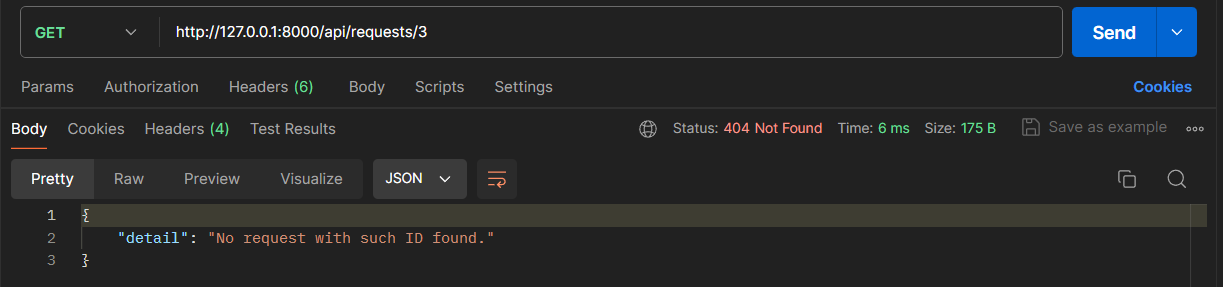 GET http://127.0.0.1:8000/api/requests/3 Send
Params Authorization Headers (6) Body Scripts Settings Cookies
Body Cookies Headers (4) Test Results Status: 404 Not Found Time: 6 ms Size: 175 B Save as example
Pretty Raw Preview Visualize JSON
1 {
2 "detail": "No request with such ID found."
3 }